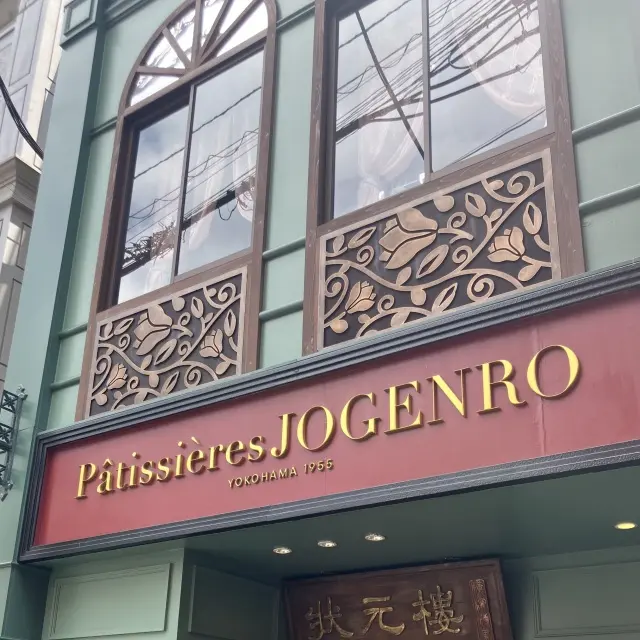 Pâtissières JOGENRO
YOKOHAMA 1955
状元樓